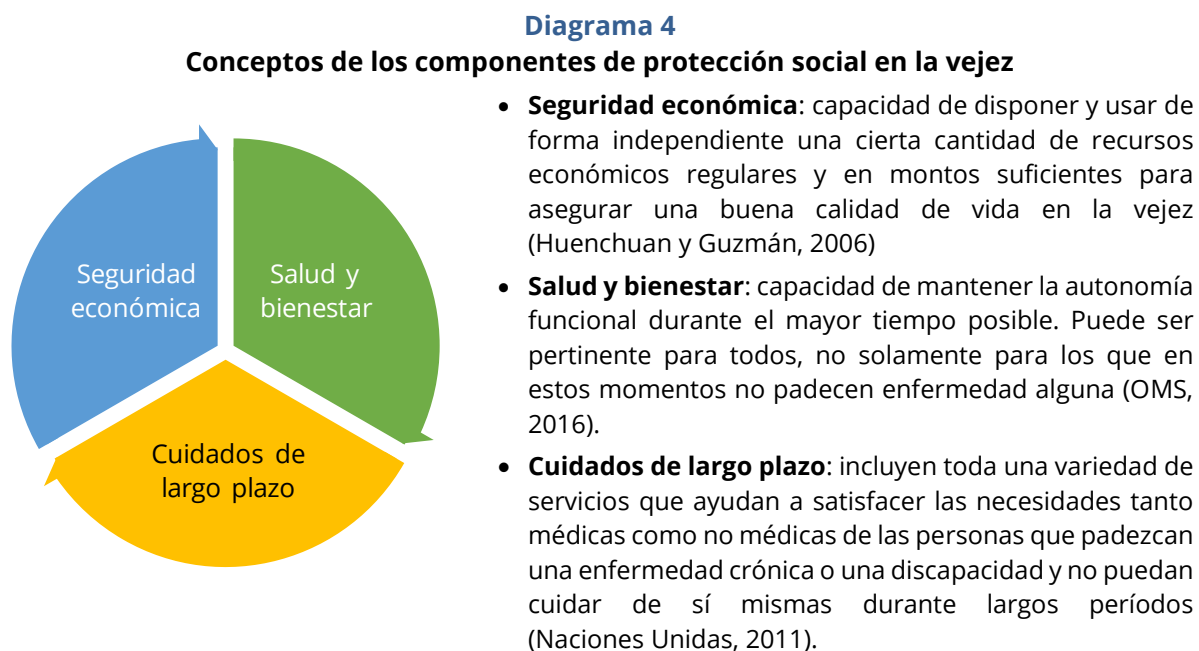 Diagrama 4
Conceptos de los componentes de protección social en la vejez
Seguridad
económica
Salud y
bienestar
Cuidados de
largo plazo
• Seguridad económica: capacidad de disponer y usar de
forma independiente una cierta cantidad de recursos
económicos regulares y en montos suficientes para
asegurar una buena calidad de vida en la vejez
(Huenchuan y Guzmán, 2006)
• Salud y bienestar: capacidad de mantener la autonomía
funcional durante el mayor tiempo posible. Puede ser
pertinente para todos, no solamente para los que en
estos momentos no padecen enfermedad alguna (OMS,
2016).
• Cuidados de largo plazo: incluyen toda una variedad de
servicios que ayudan a satisfacer las necesidades tanto
médicas como no médicas de las personas que padezcan
una enfermedad crónica o una discapacidad y no puedan
cuidar de sí mismas durante largos períodos
(Naciones Unidas, 2011).